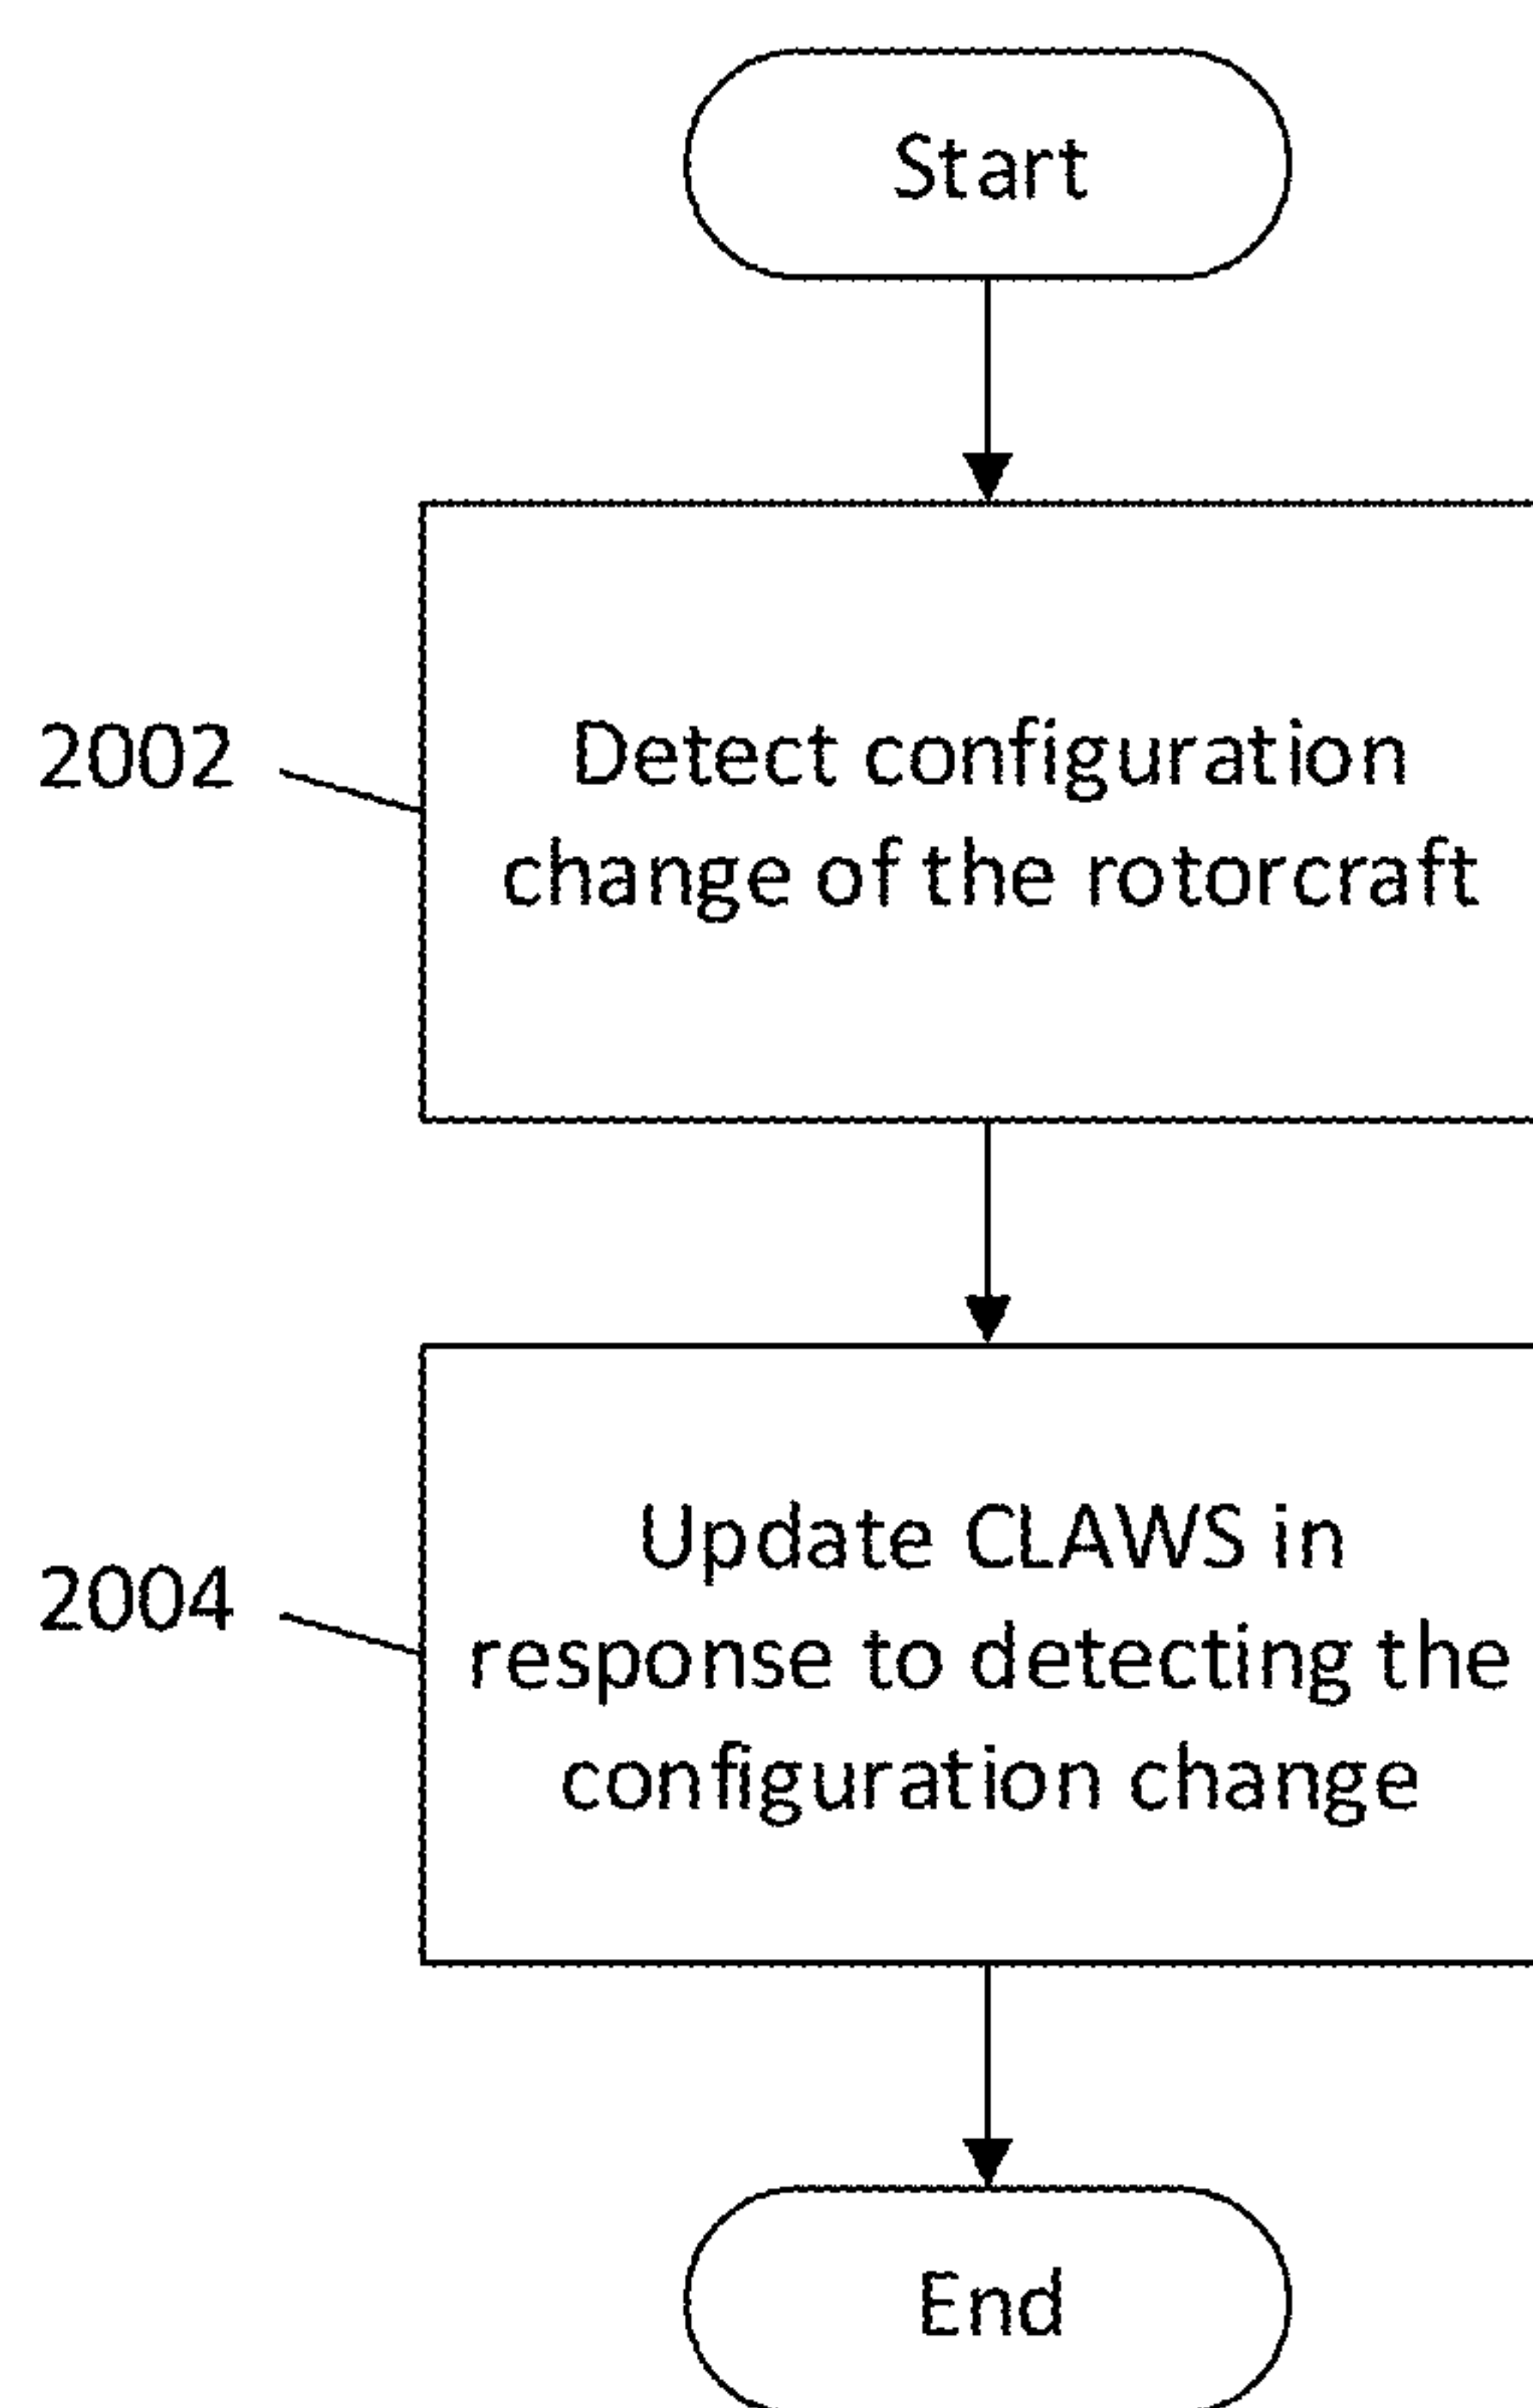 Start
2002
Detect configuration
change of the rotorcraft
2004
Update CLAWS in
response to detecting the
configuration change
End